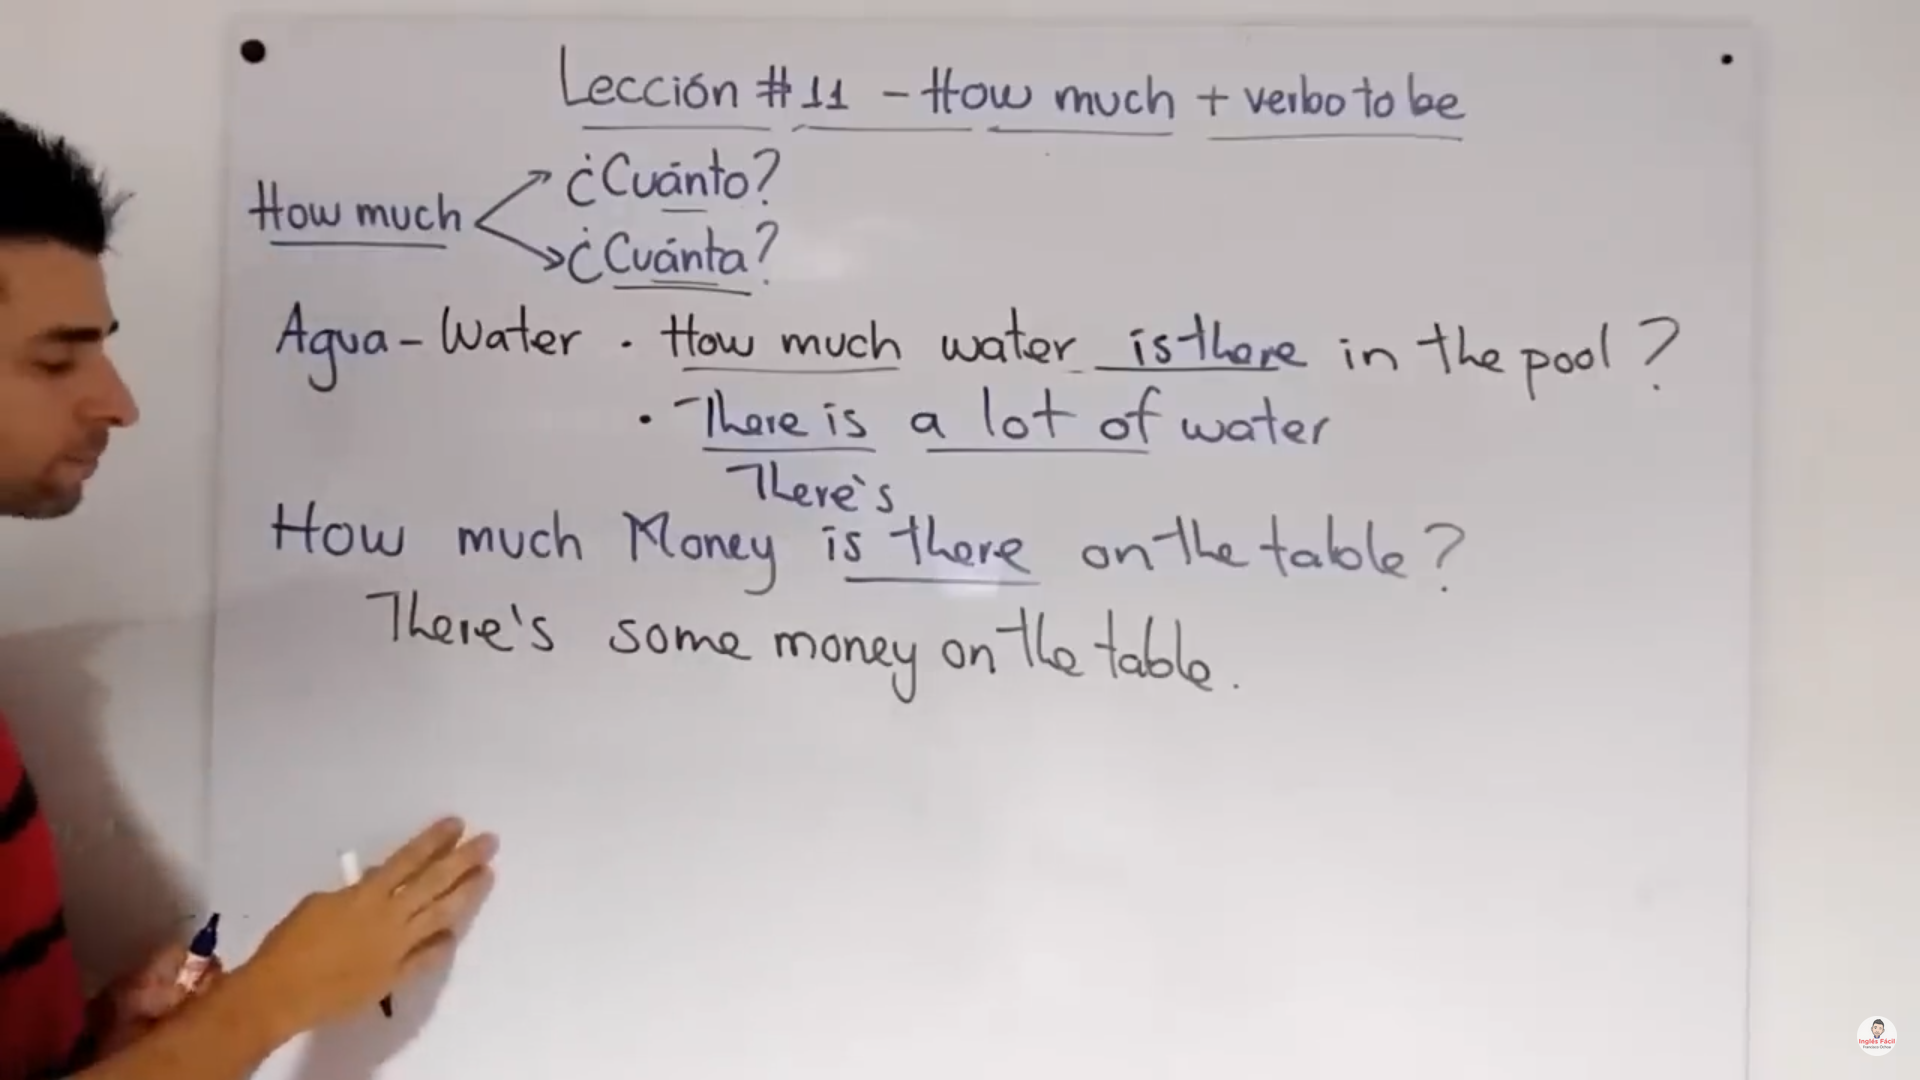 Lección #11 - How much + verbo to be
How much
¿Cuánto?
¿Cuánta?
Agua - Water · How much water is there in the pool?
· There is a lot of water
There's
How much Money is there on the table?
There's some money on the table.
Inglés Fácil
Francisco Ochoa